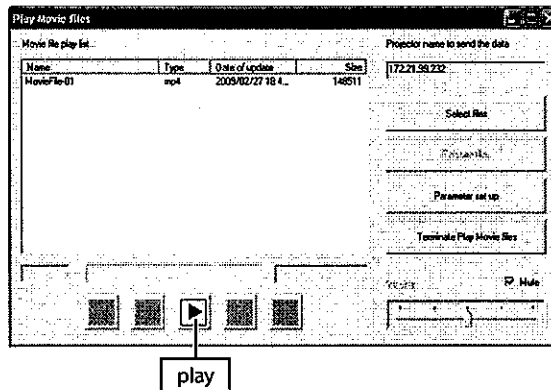 Play Movie files
Movie file play list
Projector name to send the data
Name Type Date of update Size
172.21.99.232
MovieFile-01 mp4 2009/02/27 18 4... 148511
Select files
Parameter set up
Terminate Play Movie files
Mute
play